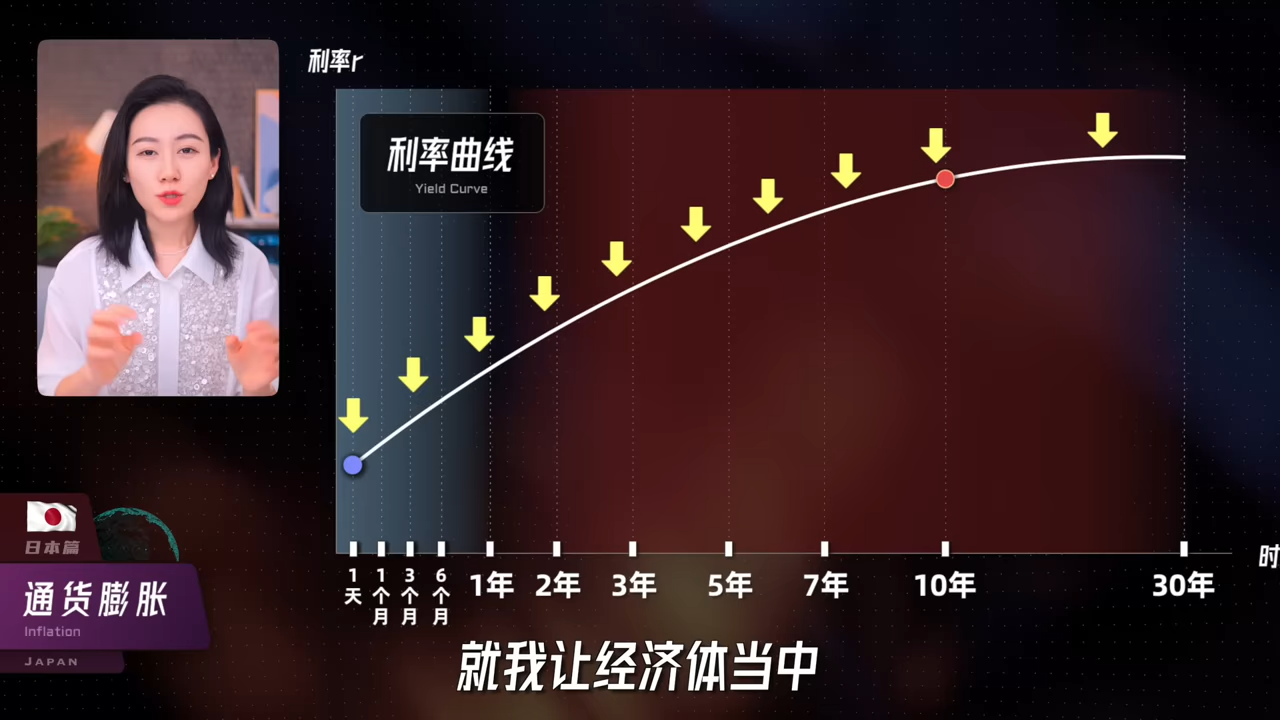 利率r
利率曲线
Yield Curve
1天
1个月
3个月
6个月
1年
2年
3年
5年
7年
10年
30年
时
日本篇
通货膨胀
Inflation
JAPAN
就我让经济体当中